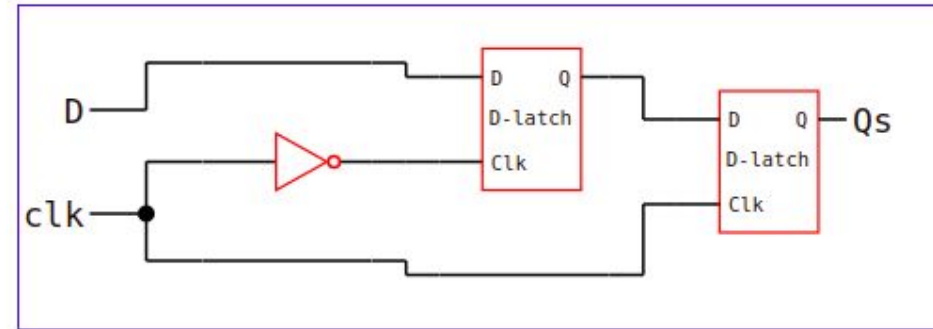 D
clk
D Q
D-latch
Clk
D Q
D-latch
Clk
Qs